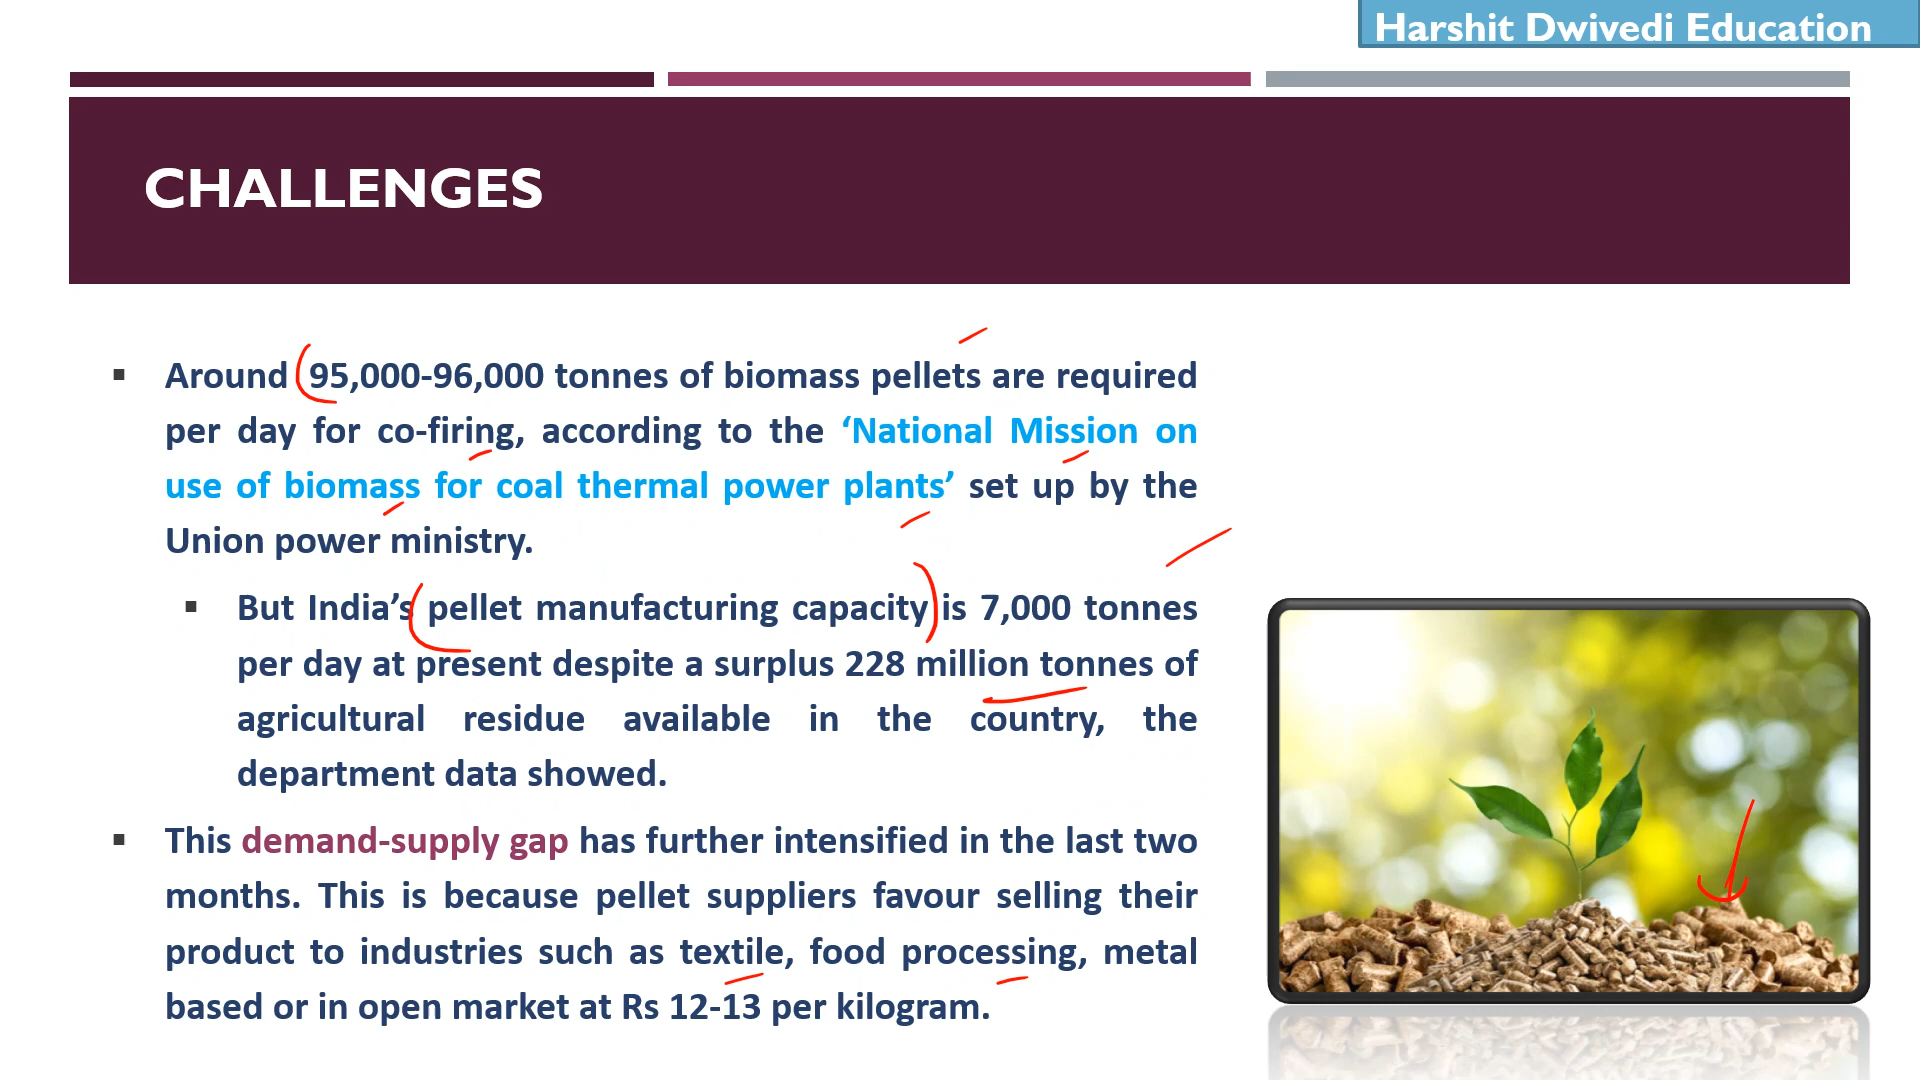 Harshit Dwivedi Education
CHALLENGES
▪ Around 95,000-96,000 tonnes of biomass pellets are required
per day for co-firing, according to the ‘National Mission on
use of biomass for coal thermal power plants’ set up by the
Union power ministry.
▪ But India’s pellet manufacturing capacity is 7,000 tonnes
per day at present despite a surplus 228 million tonnes of
agricultural residue available in the country, the
department data showed.
▪ This demand-supply gap has further intensified in the last two
months. This is because pellet suppliers favour selling their
product to industries such as textile, food processing, metal
based or in open market at Rs 12-13 per kilogram.